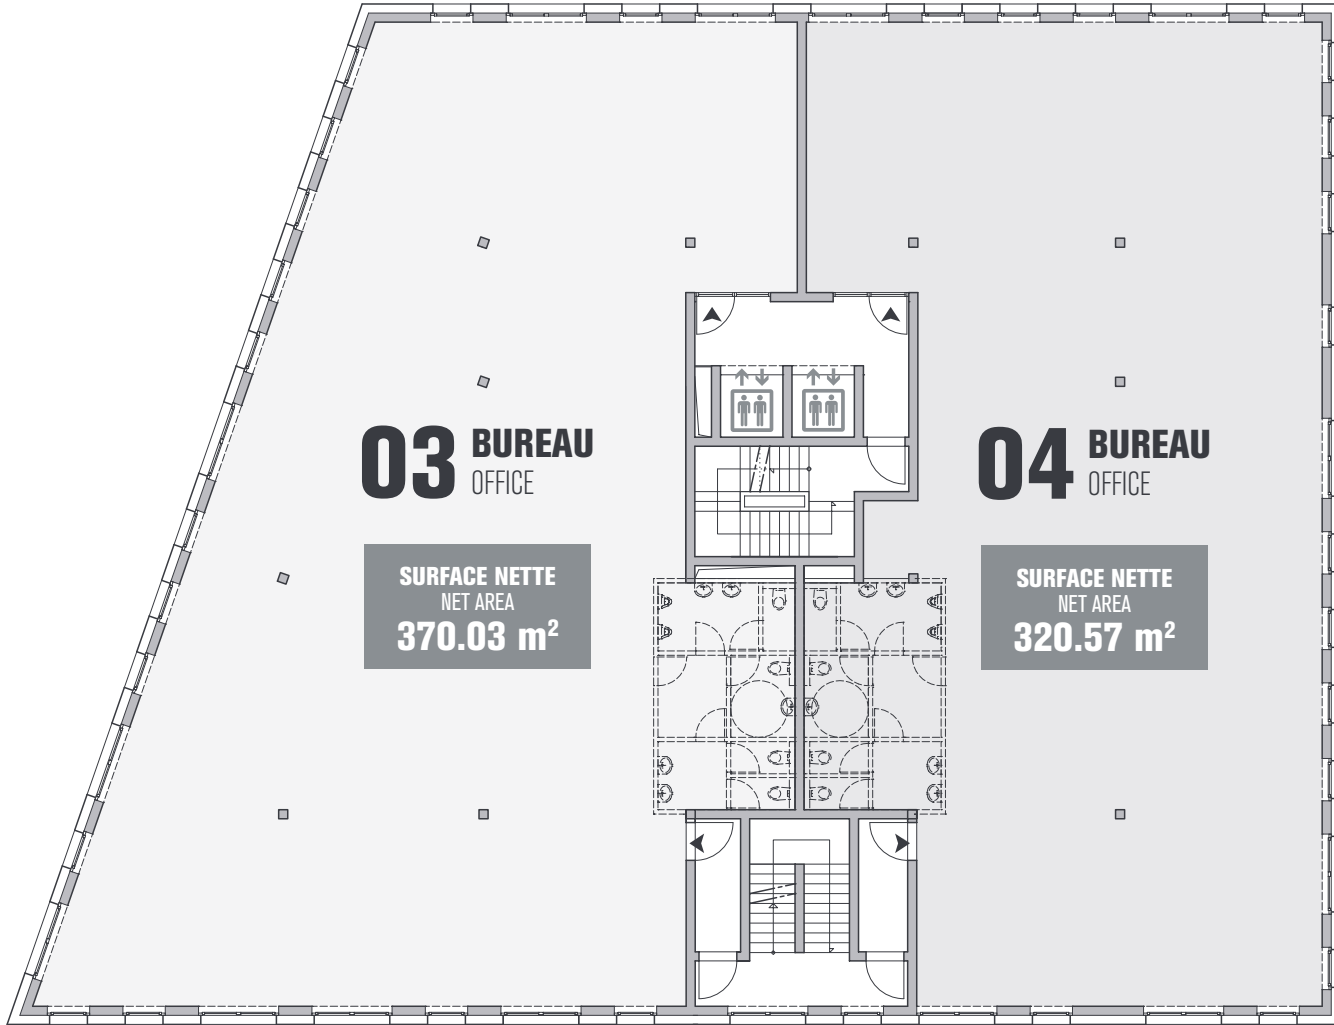 03 BUREAU
OFFICE
SURFACE NETTE
NET AREA
370.03 m²
04 BUREAU
OFFICE
SURFACE NETTE
NET AREA
320.57 m²